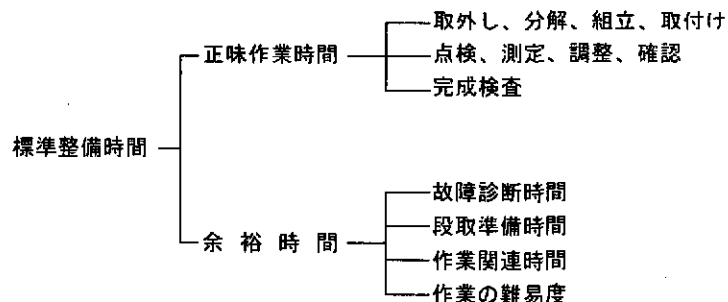 取外し、分解、組立、取付け
正味作業時間
点検、測定、調整、確認
完成検査
標準整備時間
故障診断時間
段取準備時間
余裕時間
作業関連時間
作業の難易度